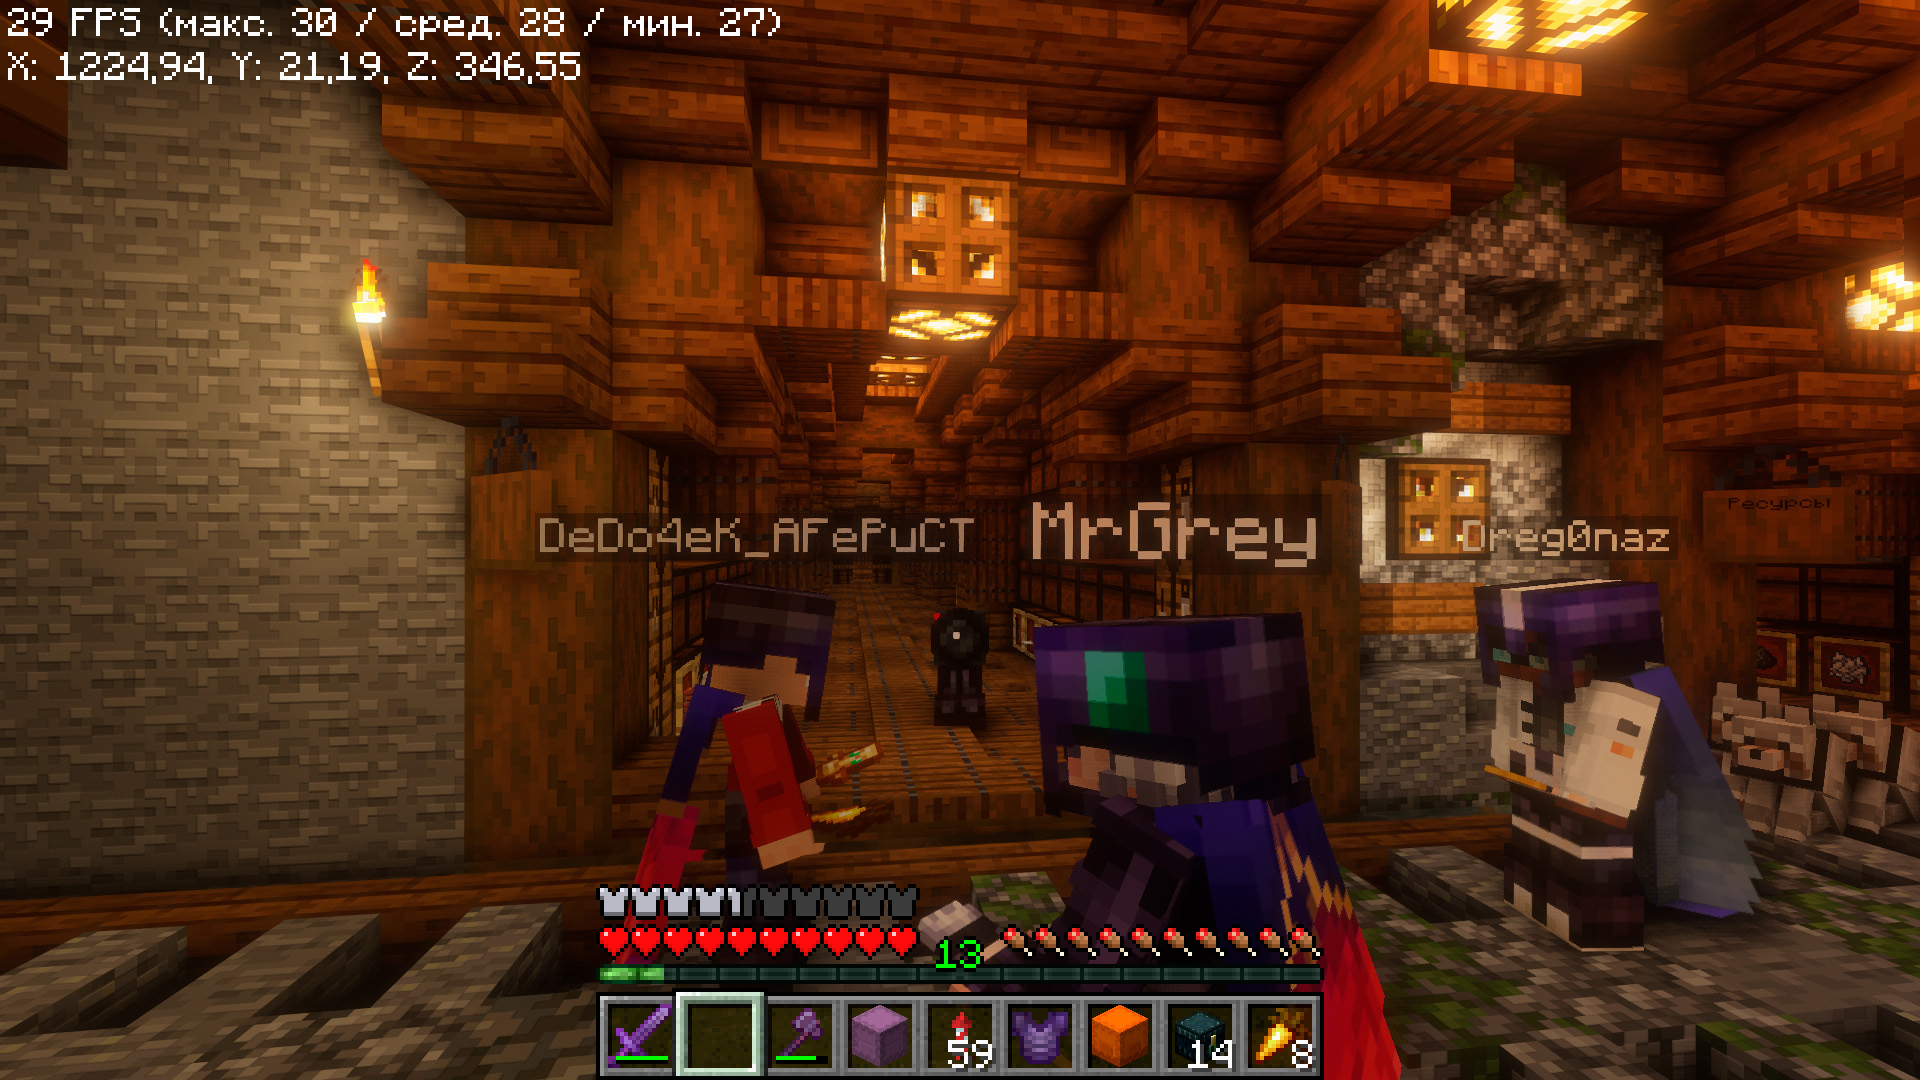 29 FPS (макс. 30 / сред. 28 / мин. 27)
X: 1224,94, Y: 21,19, Z: 346,55
DeDo4eK_AFePuCT
MrGrey
Dreg0naz
Ресурсы
13
59
14
8